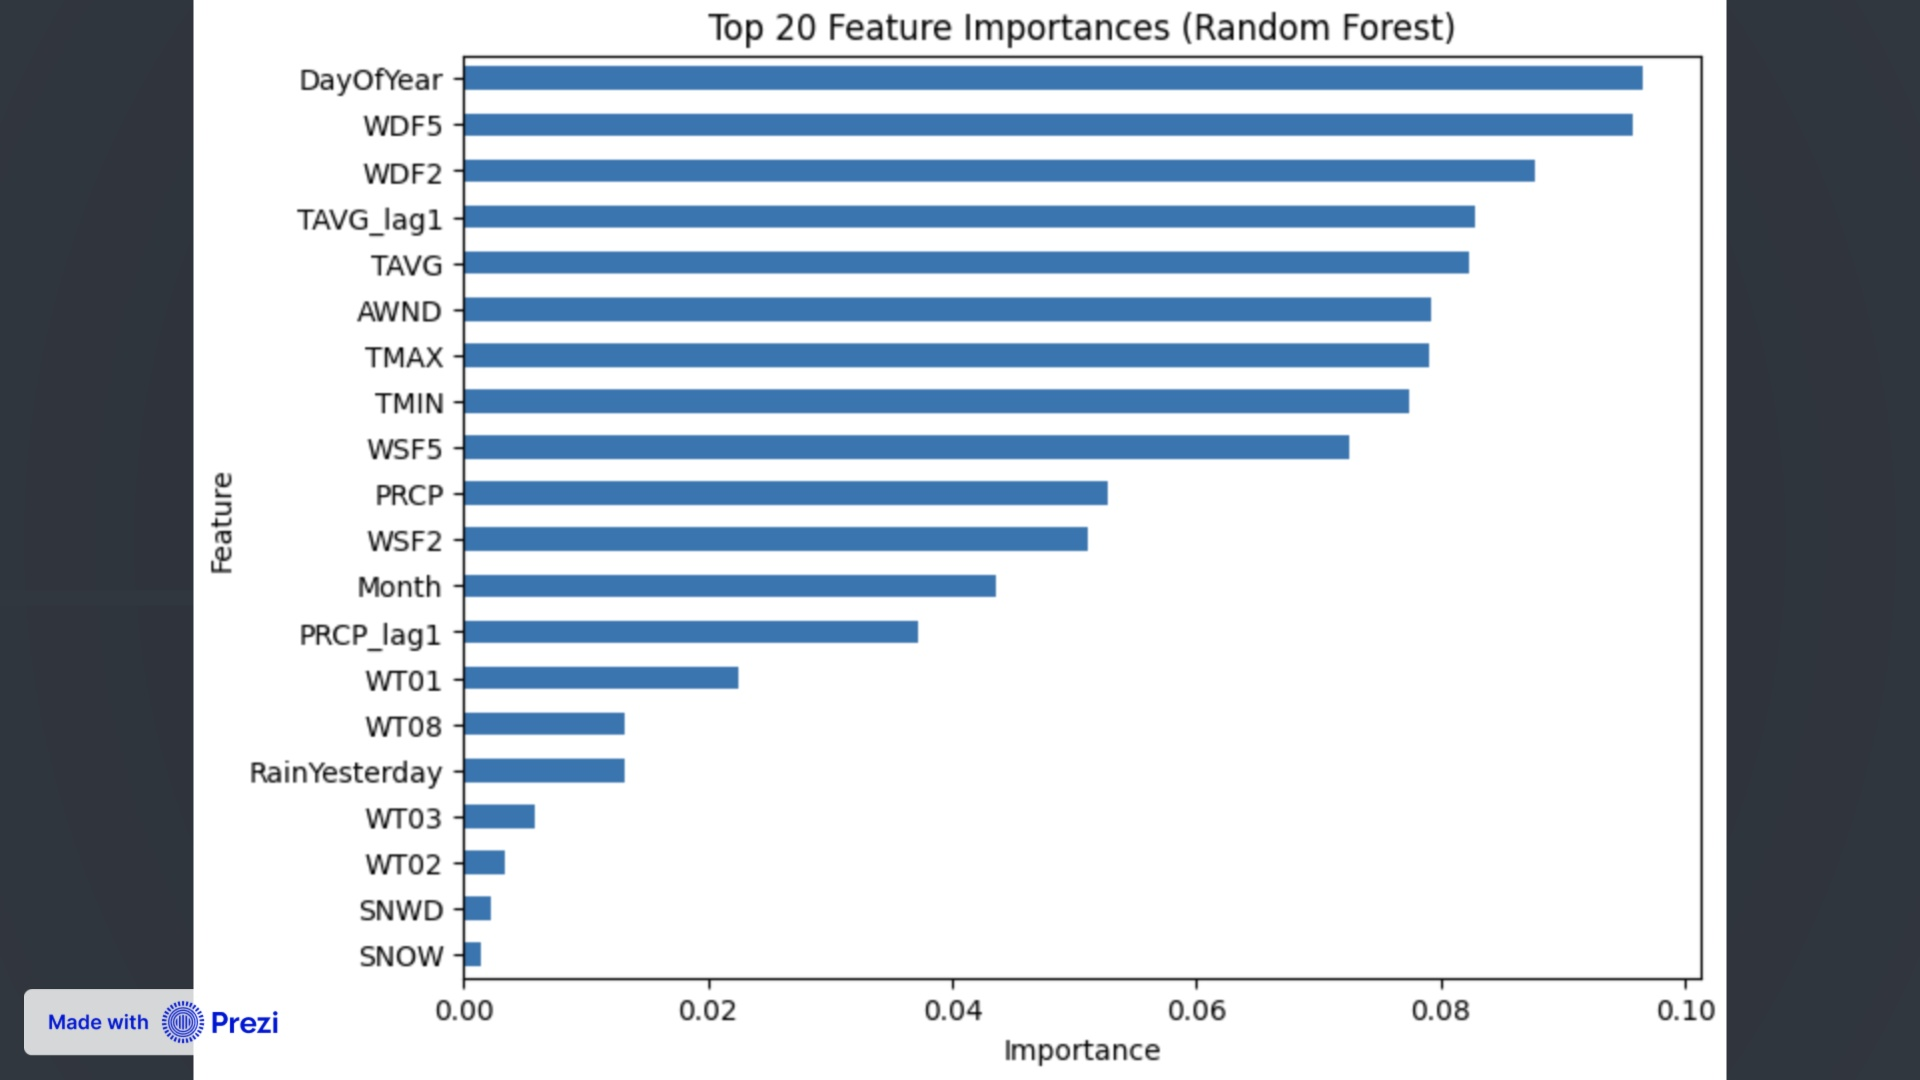 Top 20 Feature Importances (Random Forest)
DayOfYear
WDF5
WDF2
TAVG_lag1
TAVG
AWND
TMAX
TMIN
WSF5
PRCP
WSF2
Month
PRCP_lag1
WT01
WT08
RainYesterday
WT03
WT02
SNWD
SNOW
Feature
0.00 0.02 0.04 0.06 0.08 0.10
Importance
Made with Prezi